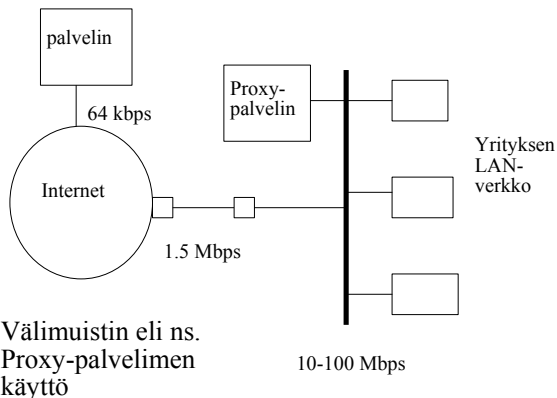 palvelin
64 kbps
Internet
1.5 Mbps
Proxy-
palvelin
Yrityksen
LAN-
verkko
10-100 Mbps
Välimuistin eli ns.
Proxy-palvelimen
käyttö